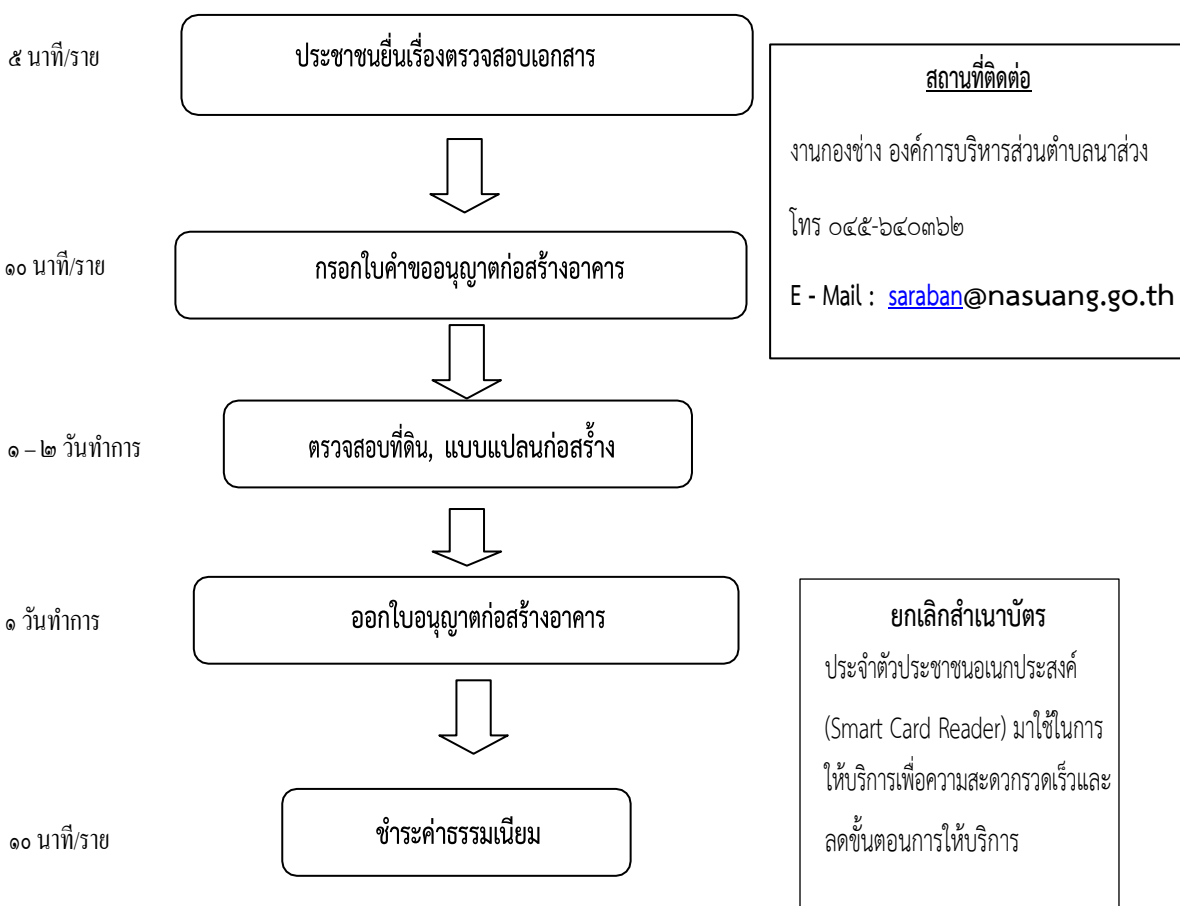 ๕ นาที/ราย
ประชาชนยื่นเรื่องตรวจสอบเอกสาร
๑๐ นาที/ราย
กรอกใบคำขออนุญาตก่อสร้างอาคาร
๑ – ๒ วันทำการ
ตรวจสอบที่ดิน, แบบแปลนก่อสร้าง
๑ วันทำการ
ออกใบอนุญาตก่อสร้างอาคาร
๑๐ นาที/ราย
ชำระค่าธรรมเนียม
สถานที่ติดต่อ
งานกองช่าง องค์การบริหารส่วนตำบลนาส่วง
โทร ๐๔๕-๖๔๐๓๖๒
E - Mail : saraban@nasuang.go.th
ยกเลิกสำเนาบัตร
ประจำตัวประชาชนอเนกประสงค์
(Smart Card Reader) มาใช้ในการ
ให้บริการเพื่อความสะดวกรวดเร็วและ
ลดขั้นตอนการให้บริการ